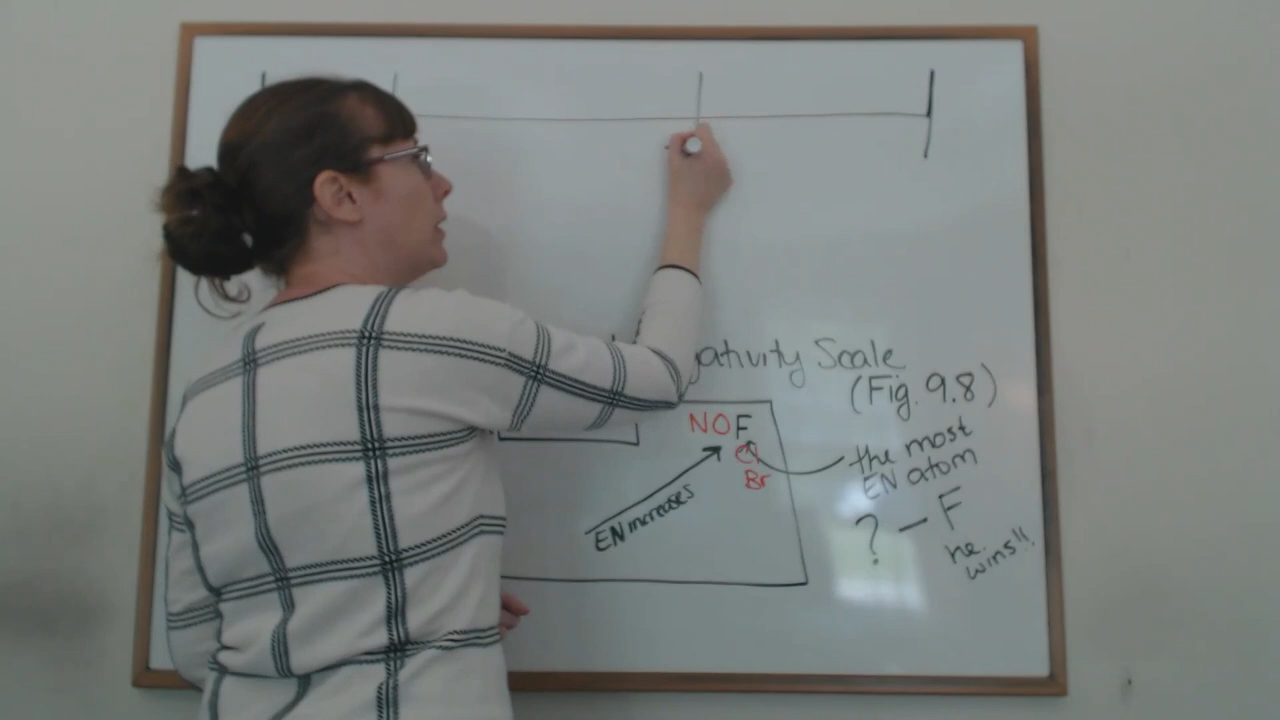 ativity Scale
(Fig. 9.8)
NOF
Cl
Br
EN increases
the most
EN atom
? — F
he
wins!!